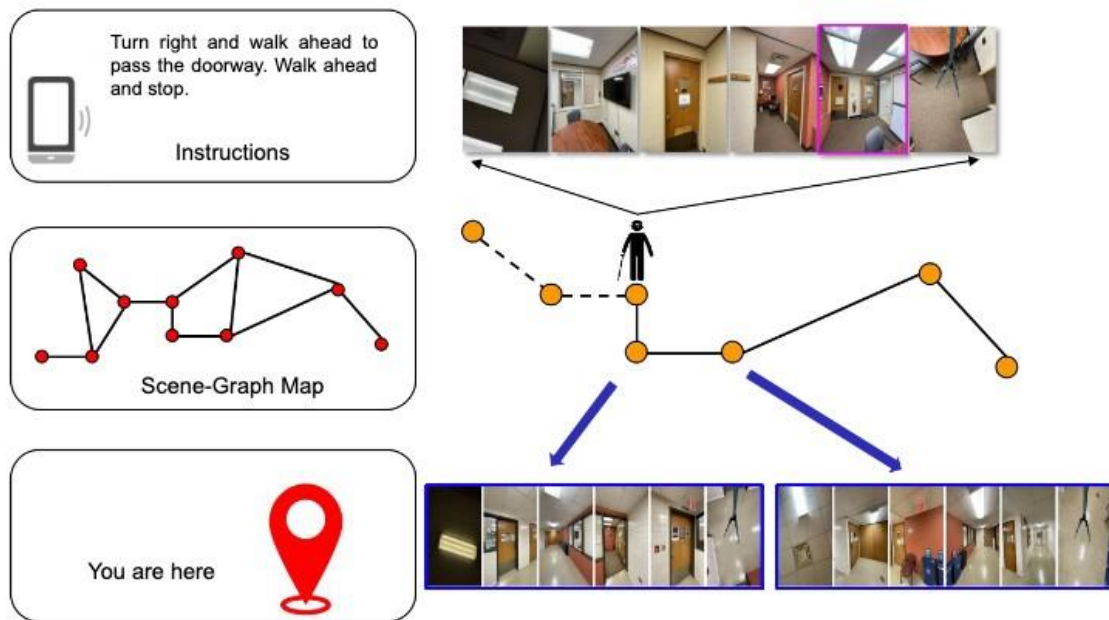 Turn right and walk ahead to
pass the doorway. Walk ahead
and stop.
Instructions
Scene-Graph Map
You are here